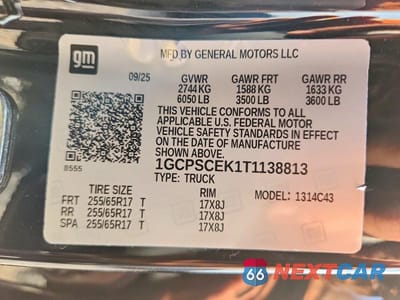 gm
MFD BY GENERAL MOTORS LLC
09/25 GVWR GAWR FRT GAWR RR
2744 KG 1588 KG 1633 KG
6050 LB 3500 LB 3600 LB
THIS VEHICLE CONFORMS TO ALL
APPLICABLE U.S. FEDERAL MOTOR
VEHICLE SAFETY STANDARDS IN EFFECT
ON THE DATE OF MANUFACTURE
SHOWN ABOVE
8555 1GCPSCEK1T1138813
TYPE: TRUCK
TIRE SIZE RIM MODEL: 1314C43
FRT 255/65R17 T 17X8J
RR 255/65R17 T 17X8J
SPA 255/65R17 T 17X8J
66 NEXTCAR